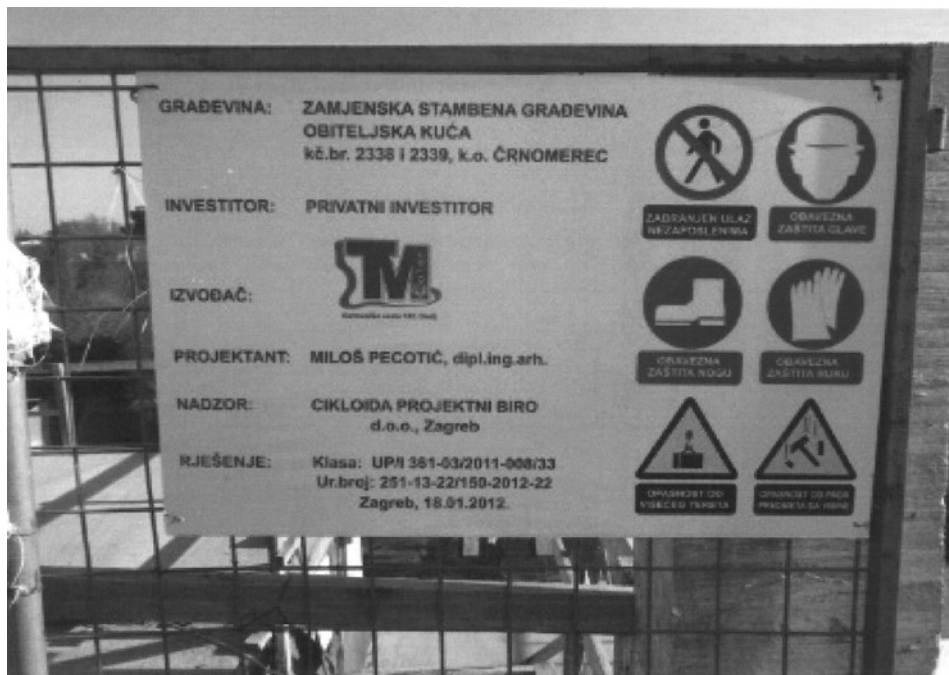 GRAĐEVINA: ZAMJENSKA STAMBENA GRAĐEVINA
OBITELJSKA KUĆA
kč.br. 2338 i 2339, k.o. ČRNOMEREC
INVESTITOR: PRIVATNI INVESTITOR
IZVOĐAČ: TM
PROJEKTANT: MILOŠ PECOTIĆ, dipl.ing.arh.
NADZOR: CIKLOIDA PROJEKTNI BIRO
d.o.o., Zagreb
RJEŠENJE: Klasa: UP/I 361-03/2011-008/33
Ur.broj: 251-13-22/150-2012-22
Zagreb, 18.01.2012.
ZABRANJEN ULAZ
NEZAPOSLENIMA
OBAVEZNA
ZAŠTITA GLAVE
OBAVEZNA
ZAŠTITA NOGU
OBAVEZNA
ZAŠTITA RUKU
OPASNOST OD
VISEĆEG TERETA
OPASNOST OD PADA
PREDMETA SA VISINE